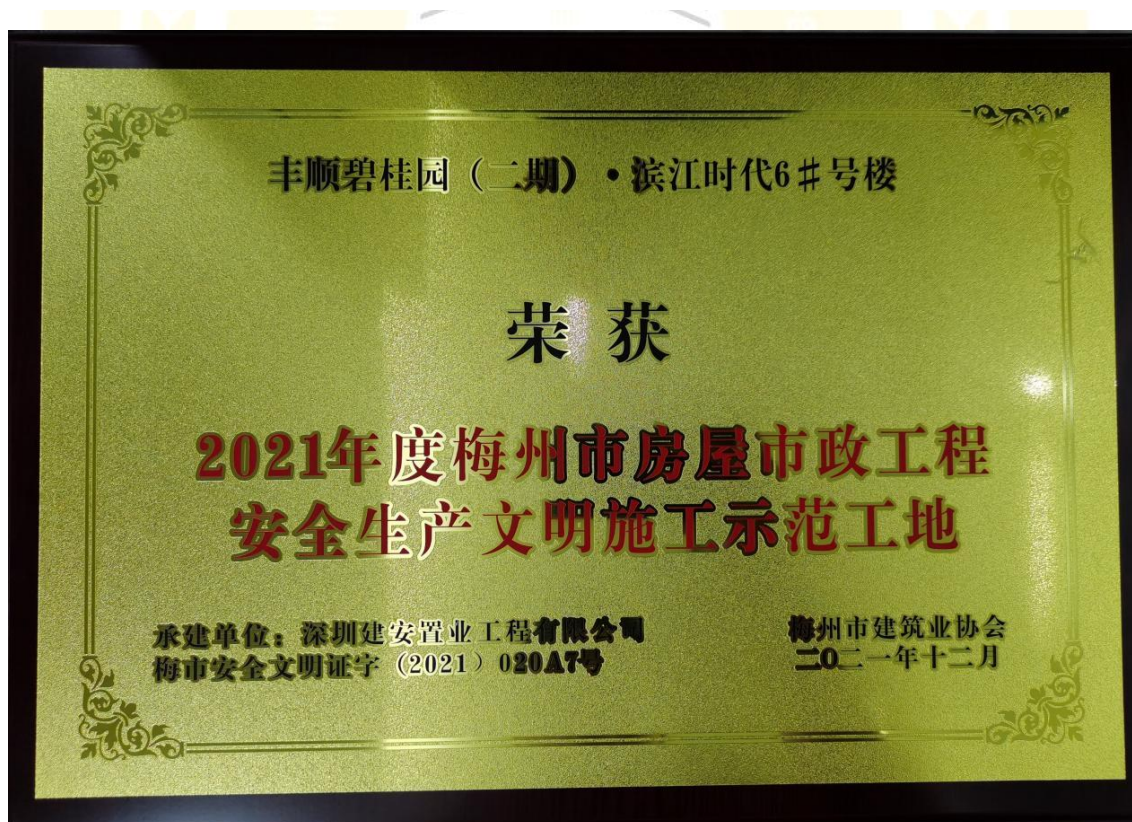 丰顺碧桂园（二期）·滨江时代6#号楼
荣获
2021年度梅州市房屋市政工程
安全生产文明施工示范工地
承建单位：深圳建安置业工程有限公司
梅市安全文明证字（2021）020A7号
梅州市建筑业协会
二〇二一年十二月